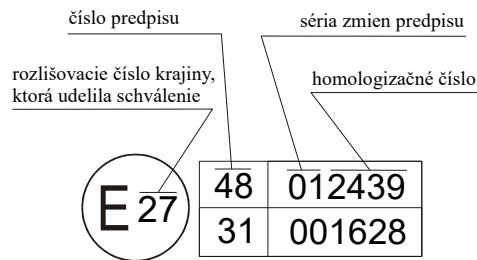 číslo predpisu
séria zmien predpisu
rozlišovacie číslo krajiny,
ktorá udelila schválenie
homologizačné číslo
E 27
48 012439
31 001628